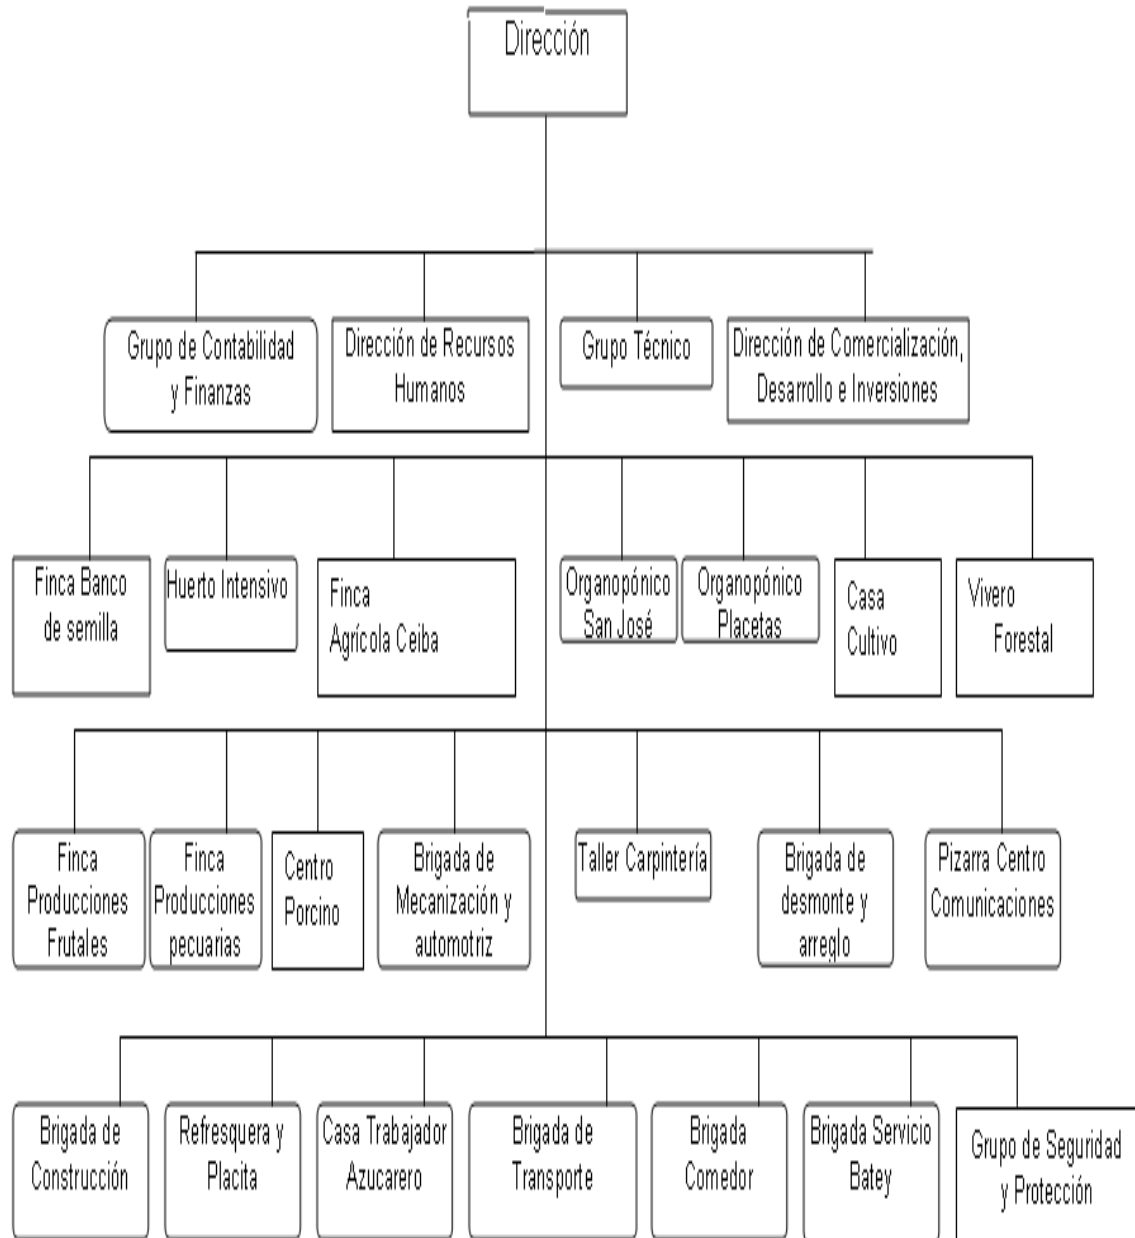 Dirección
Grupo de Contabilidad
y Finanzas
Dirección de Recursos
Humanos
Grupo Técnico
Dirección de Comercialización,
Desarrollo e Inversiones
Finca Banco
de semilla
Huerto Intensivo
Finca
Agrícola Ceiba
Organopónico
San José
Organopónico
Placetas
Casa
Cultivo
Vivero
Forestal
Finca
Producciones
Frutales
Finca
Producciones
pecuarias
Centro
Porcino
Brigada de
Mecanización y
automotriz
Taller Carpintería
Brigada de
desmonte y
arreglo
Pizarra Centro
Comunicaciones
Brigada de
Construcción
Refresquera y
Placita
Casa Trabajador
Azucarero
Brigada de
Transporte
Brigada
Comedor
Brigada Servicio
Batey
Grupo de Seguridad
y Protección